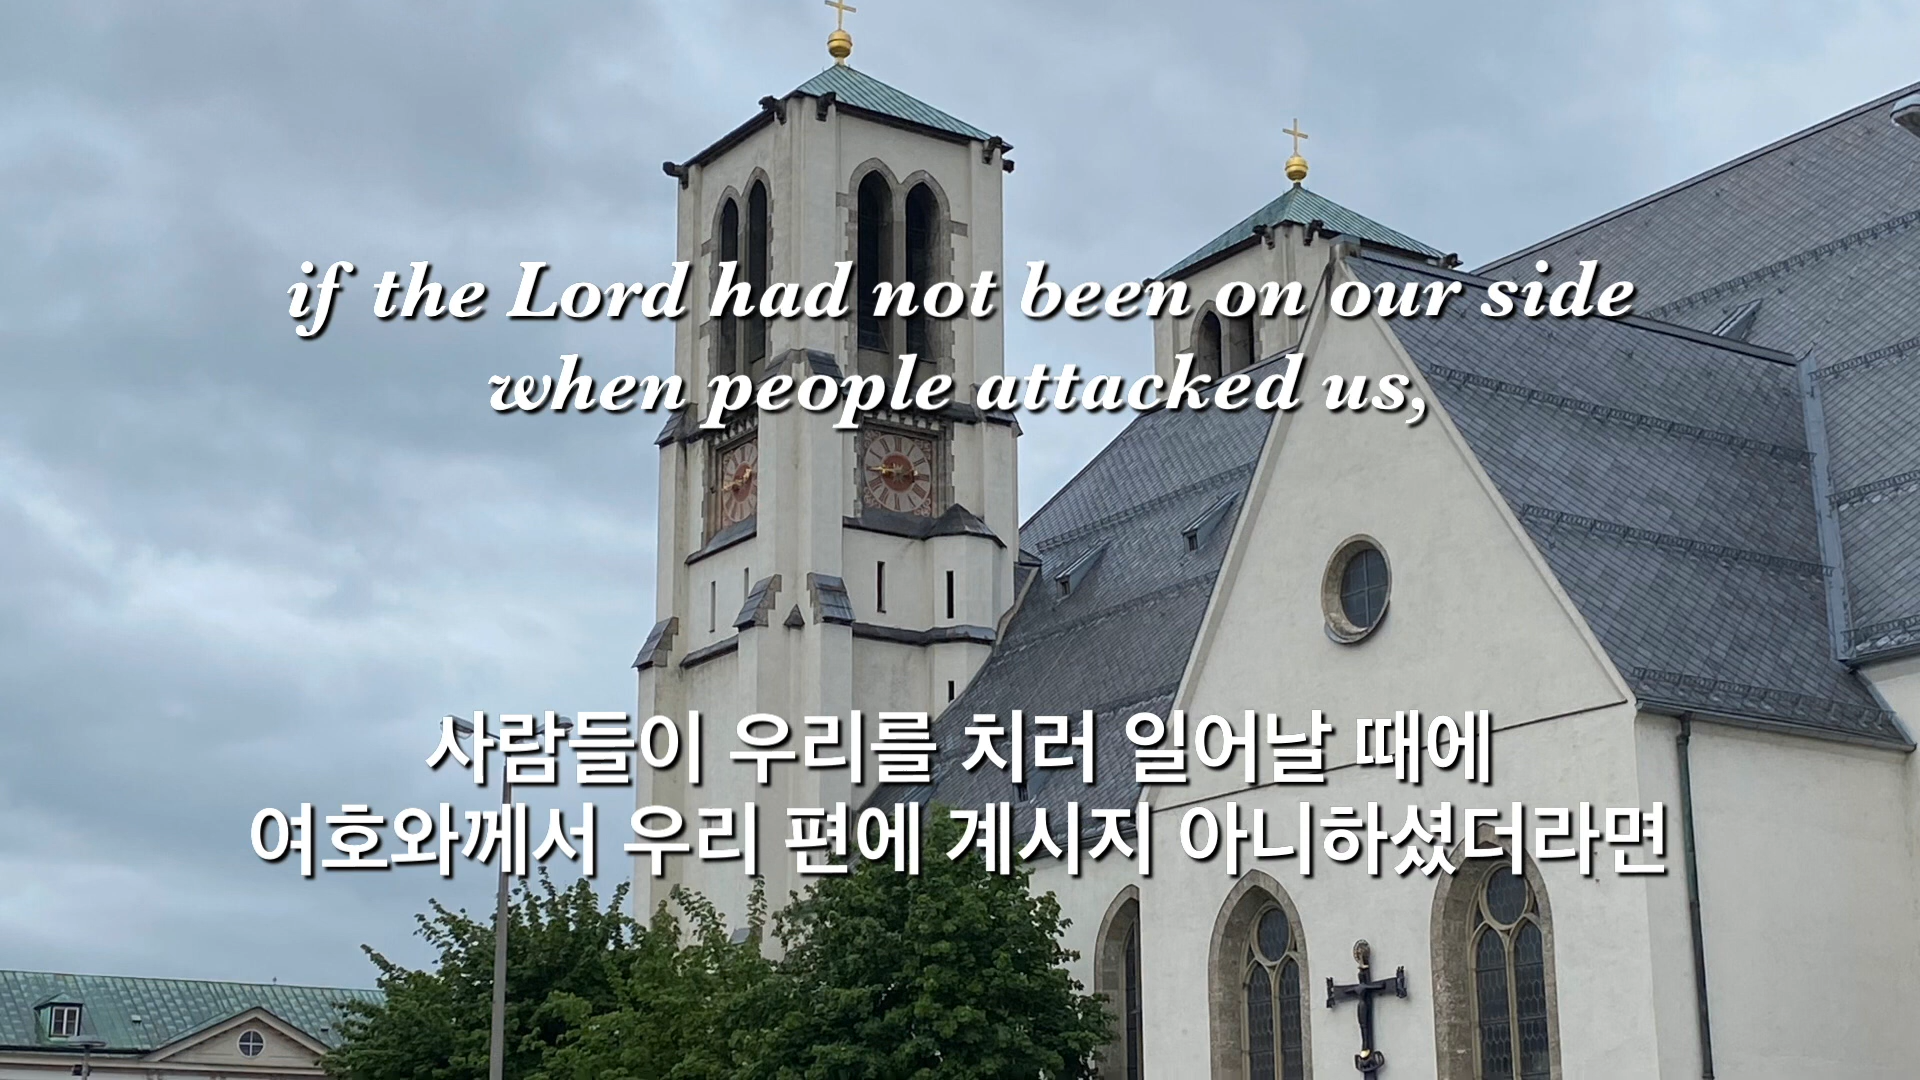 if the Lord had not been on our side
when people attacked us,
사람들이 우리를 치러 일어날 때에
여호와께서 우리 편에 계시지 아니하셨더라면